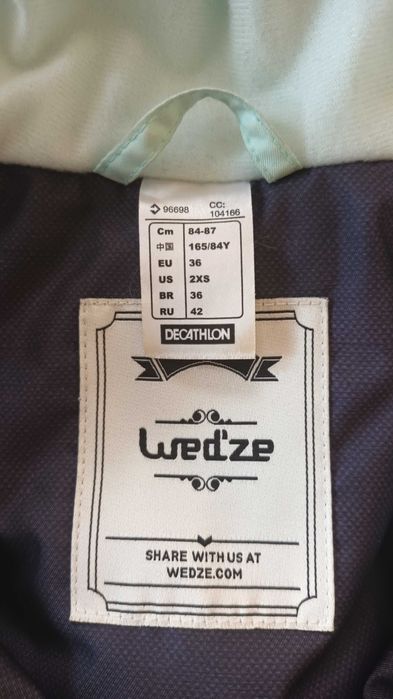 96698 CC: 104166
Cm 84-87
中国 165/84Y
EU 36
US 2XS
BR 36
RU 42
DECATHLON
wed'ze
SHARE WITH US AT
WEDZE.COM